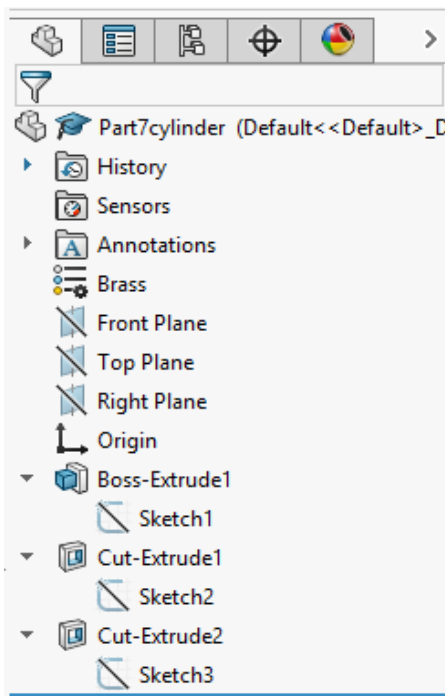 Part7cylinder (Default<<Default>_D
History
Sensors
A Annotations
Brass
Front Plane
Top Plane
Right Plane
Origin
Boss-Extrude1
Sketch1
Cut-Extrude1
Sketch2
Cut-Extrude2
Sketch3